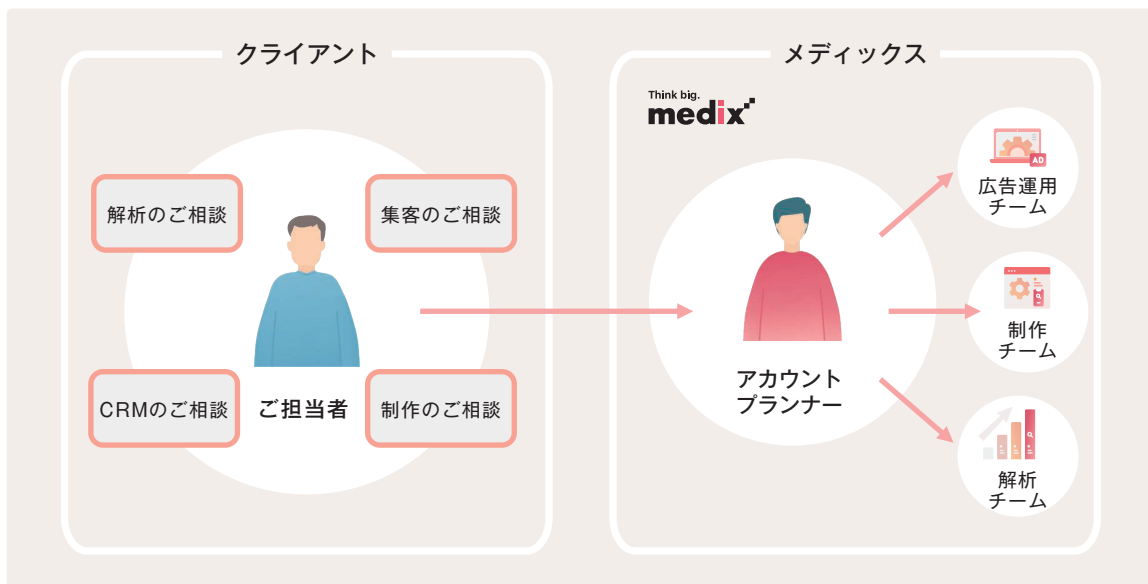 クライアント
解析のご相談
集客のご相談
CRMのご相談
ご担当者
制作のご相談
メディックス
Think big.
medix
アカウント
プランナー
AD
広告運用
チーム
制作
チーム
解析
チーム